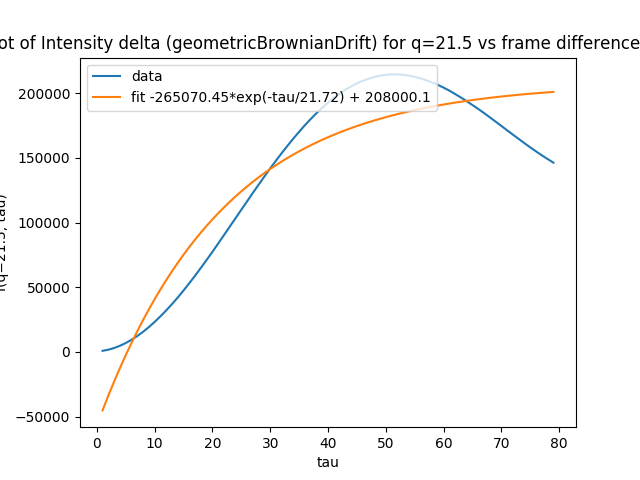 ot of Intensity delta (geometricBrownianDrift) for q=21.5 vs frame difference
data
fit -265070.45*exp(-tau/21.72) + 208000.1
200000
150000
100000
50000
0
−50000
I(q=21.5, tau)
0 10 20 30 40 50 60 70 80
tau